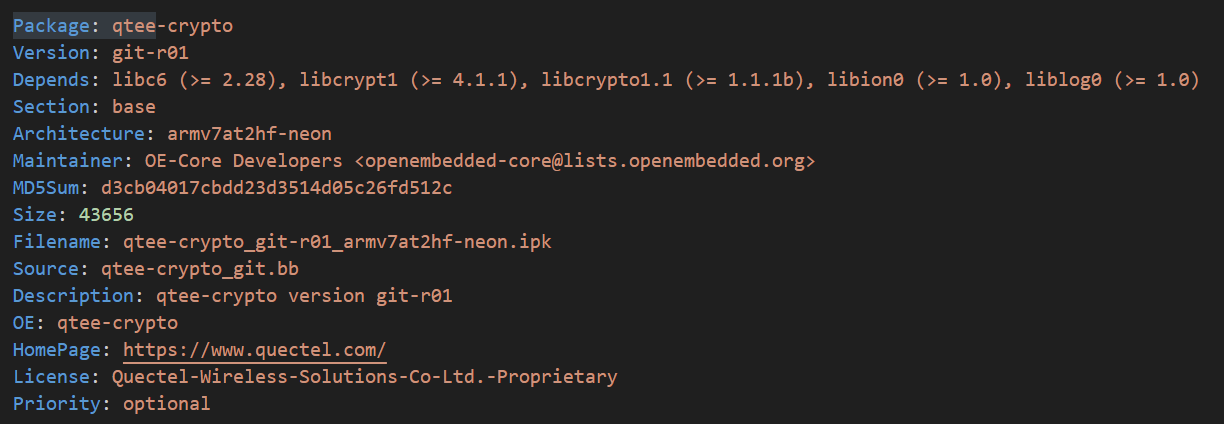 Package: qtee-crypto
Version: git-r01
Depends: libc6 (>= 2.28), libcrypt1 (>= 4.1.1), libcrypto1.1 (>= 1.1.1b), libion0 (>= 1.0), liblog0 (>= 1.0)
Section: base
Architecture: armv7at2hf-neon
Maintainer: OE-Core Developers <openembedded-core@lists.openembedded.org>
MD5Sum: d3cb04017cbdd23d3514d05c26fd512c
Size: 43656
Filename: qtee-crypto_git-r01_armv7at2hf-neon.ipk
Source: qtee-crypto_git.bb
Description: qtee-crypto version git-r01
OE: qtee-crypto
HomePage: https://www.quectel.com/
License: Quectel-Wireless-Solutions-Co-Ltd.-Proprietary
Priority: optional